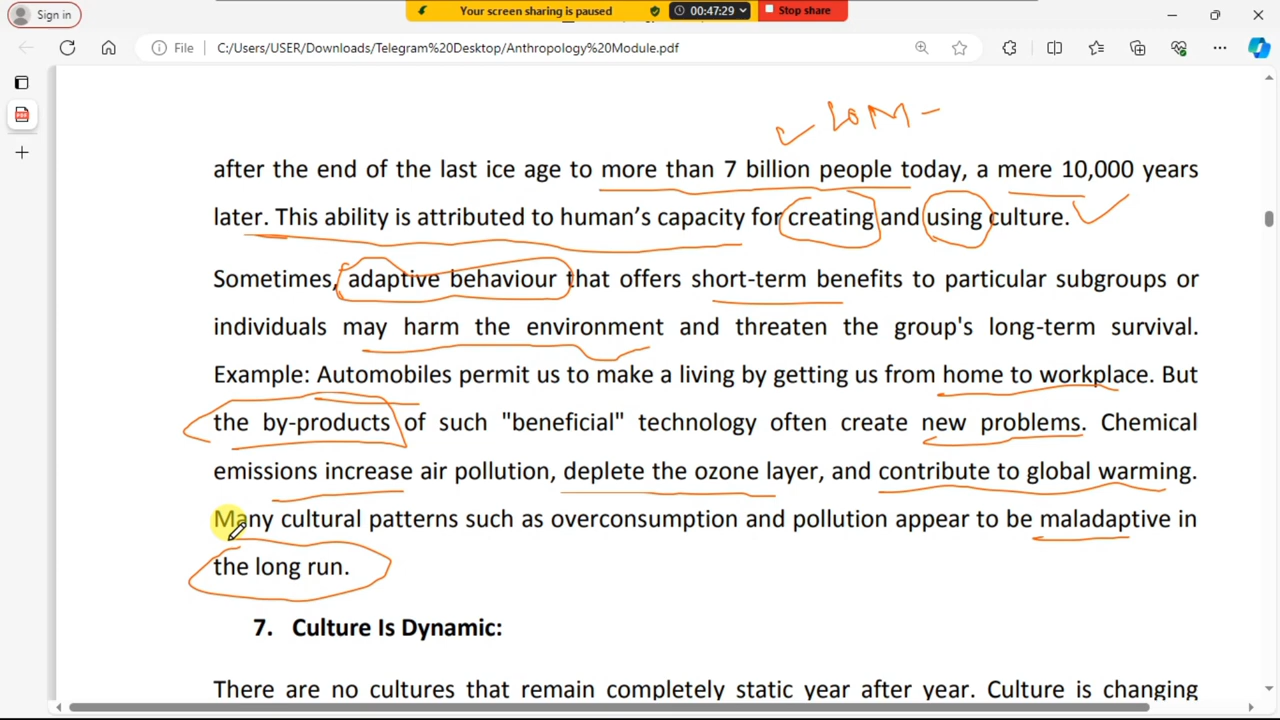 Sign in
Your screen sharing is paused
00:47:29
Stop share
File
C:/Users/USER/Downloads/Telegram%20Desktop/Anthropology%20Module.pdf
after the end of the last ice age to more than 7 billion people today, a mere 10,000 years
later. This ability is attributed to human's capacity for creating and using culture.
Sometimes, adaptive behaviour that offers short-term benefits to particular subgroups or
individuals may harm the environment and threaten the group's long-term survival.
Example: Automobiles permit us to make a living by getting us from home to workplace. But
the by-products of such "beneficial" technology often create new problems. Chemical
emissions increase air pollution, deplete the ozone layer, and contribute to global warming.
Many cultural patterns such as overconsumption and pollution appear to be maladaptive in
the long run.
7. Culture Is Dynamic:
There are no cultures that remain completely static year after year. Culture is changing